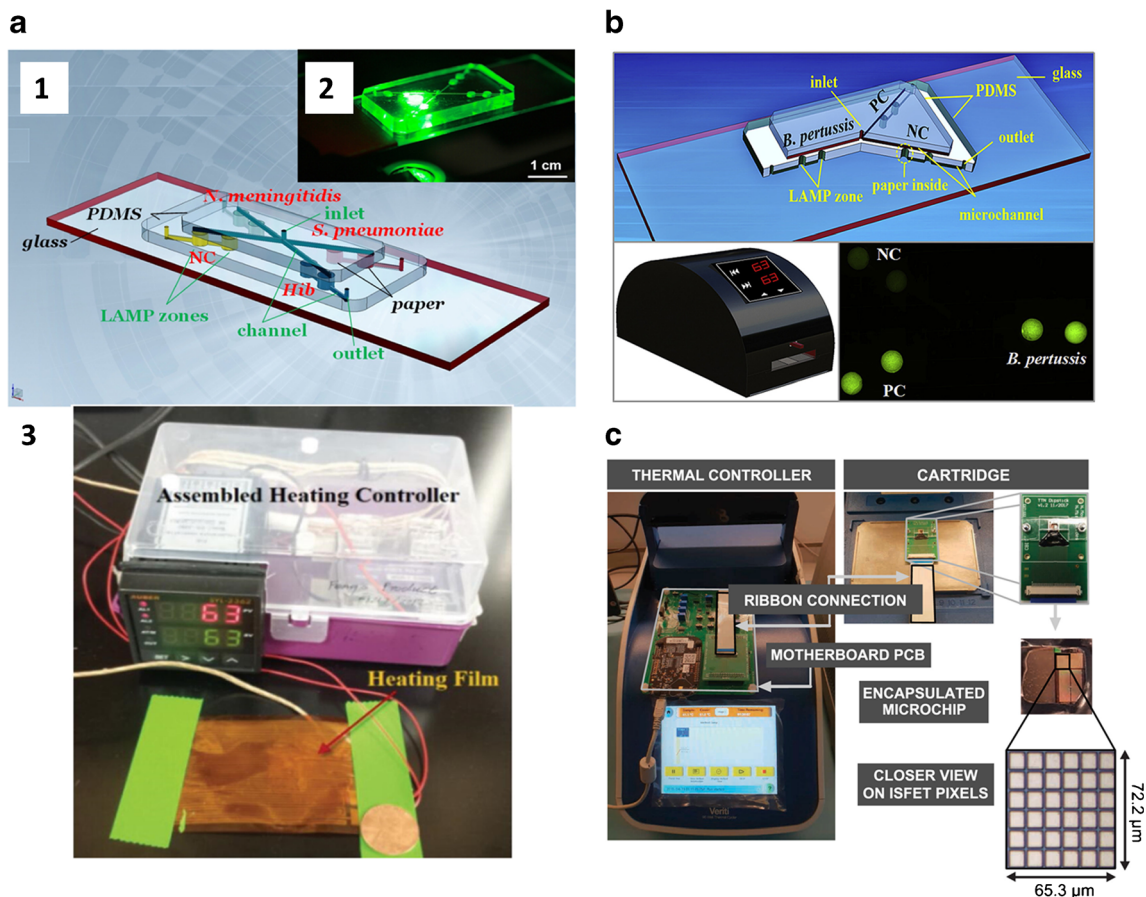 a
1
2
1 cm
N. meningitidis
PDMS
inlet
S. pneumoniae
glass
NC
Hib
paper
LAMP zones
channel
outlet
b
glass
inlet
PC
PDMS
B. pertussis
NC
outlet
LAMP zone
paper inside
microchannel
63
63
NC
B. pertussis
PC
3
Assembled Heating Controller
63
63
SET
Heating Film
c
THERMAL CONTROLLER
CARTRIDGE
RIBBON CONNECTION
MOTHERBOARD PCB
ENCAPSULATED
MICROCHIP
CLOSER VIEW
ON ISFET PIXELS
Veriti
72.2 µm
65.3 µm